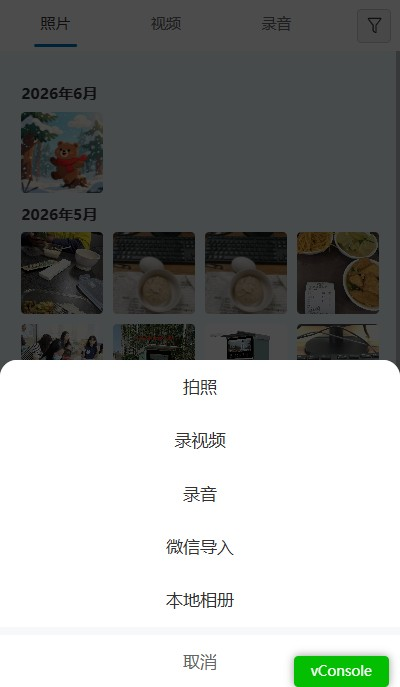 照片
视频
录音
2026年6月
2026年5月
拍照
录视频
录音
微信导入
本地相册
取消
vConsole